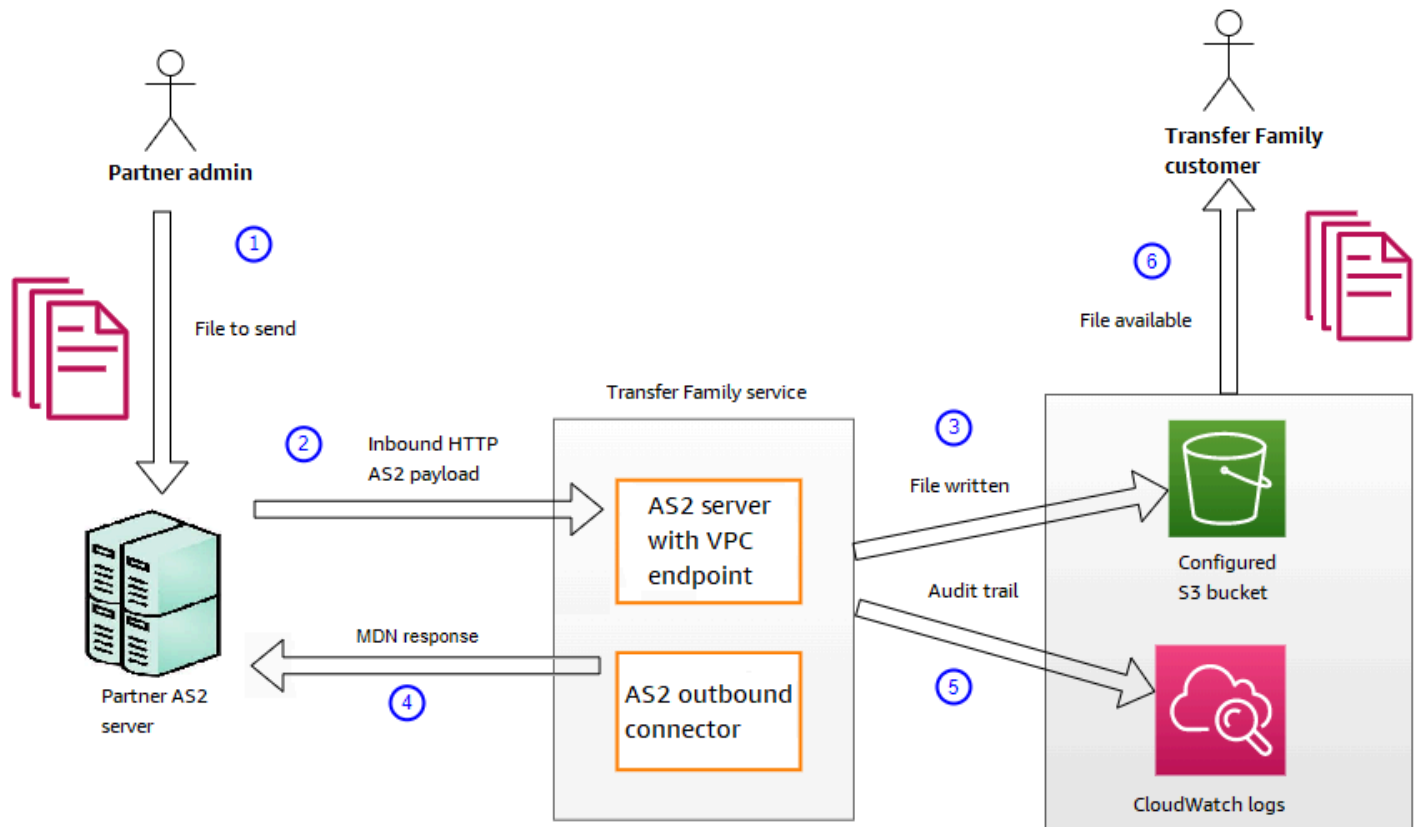 Partner admin
Transfer Family
customer
1
File to send
6
File available
Transfer Family service
2
Inbound HTTP
AS2 payload
AS2 server
with VPC
endpoint
3
File written
Configured
S3 bucket
Audit trail
MDN response
4
AS2 outbound
connector
5
Partner AS2
server
CloudWatch logs